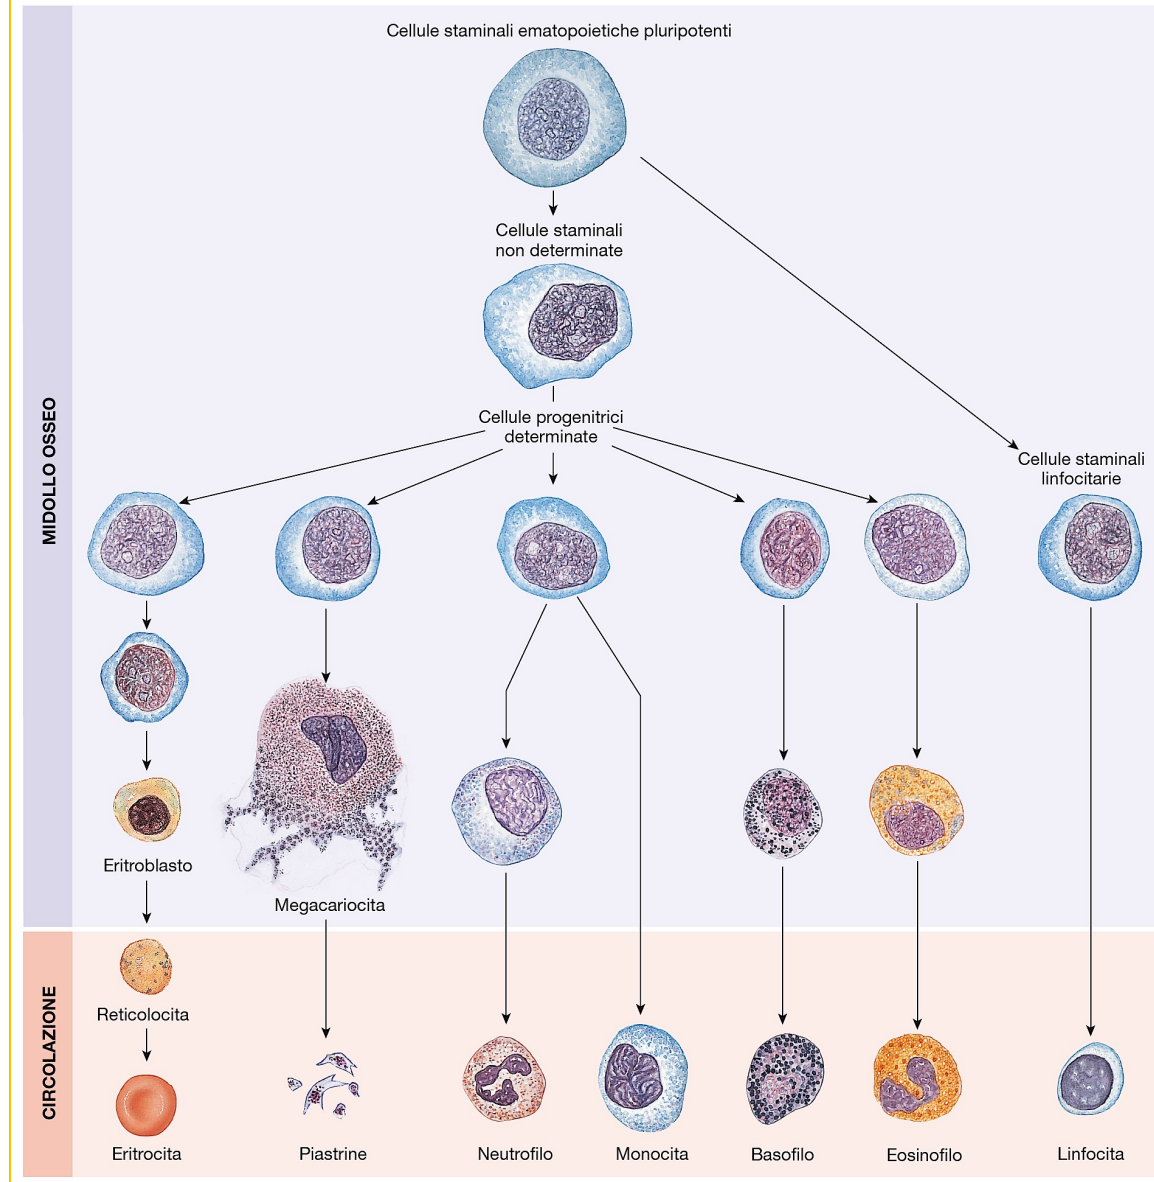 Cellule staminali ematopoietiche pluripotenti
Cellule staminali
non determinate
Cellule progenitrici
determinate
Cellule staminali
linfocitarie
MIDOLLO OSSEO
Eritroblasto
Megacariocita
CIRCOLAZIONE
Reticolocita
Eritrocita
Piastrine
Neutrofilo
Monocita
Basofilo
Eosinofilo
Linfocita